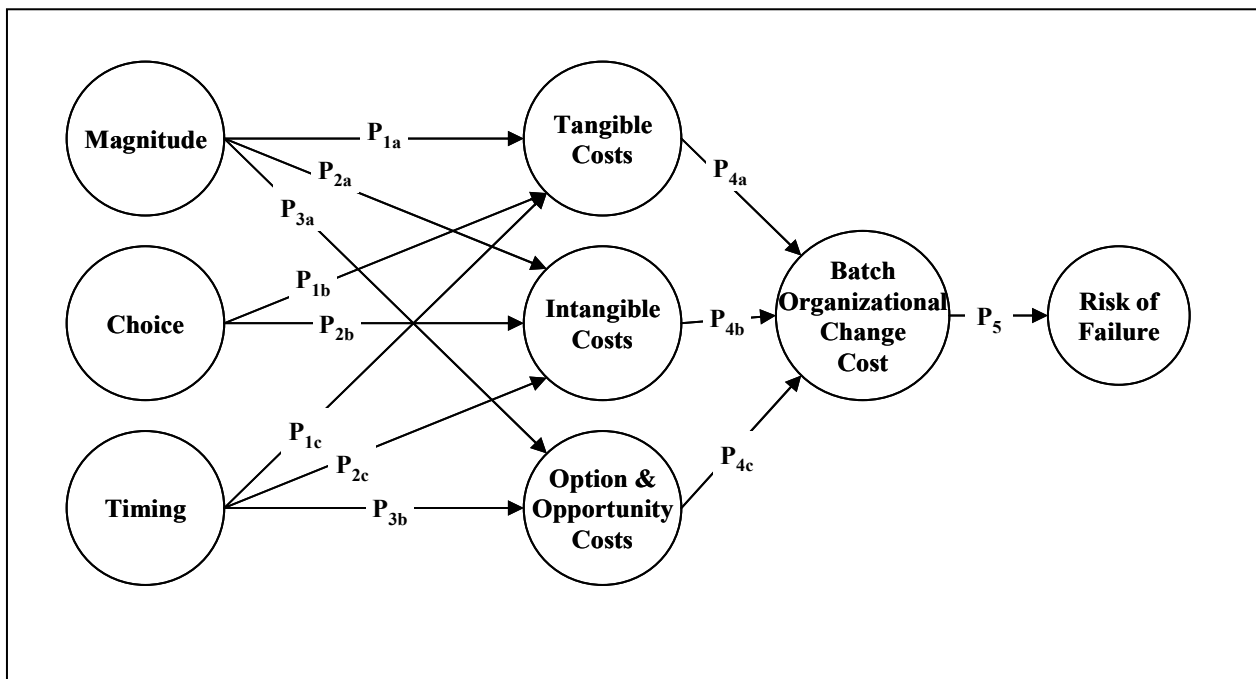 Magnitude
Choice
Timing
P1a
P2a
P3a
P1b
P2b
P1c
P2c
P3b
Tangible
Costs
Intangible
Costs
Option &
Opportunity
Costs
P4a
P4b
P4c
Batch
Organizational
Change
Cost
P5
Risk of
Failure